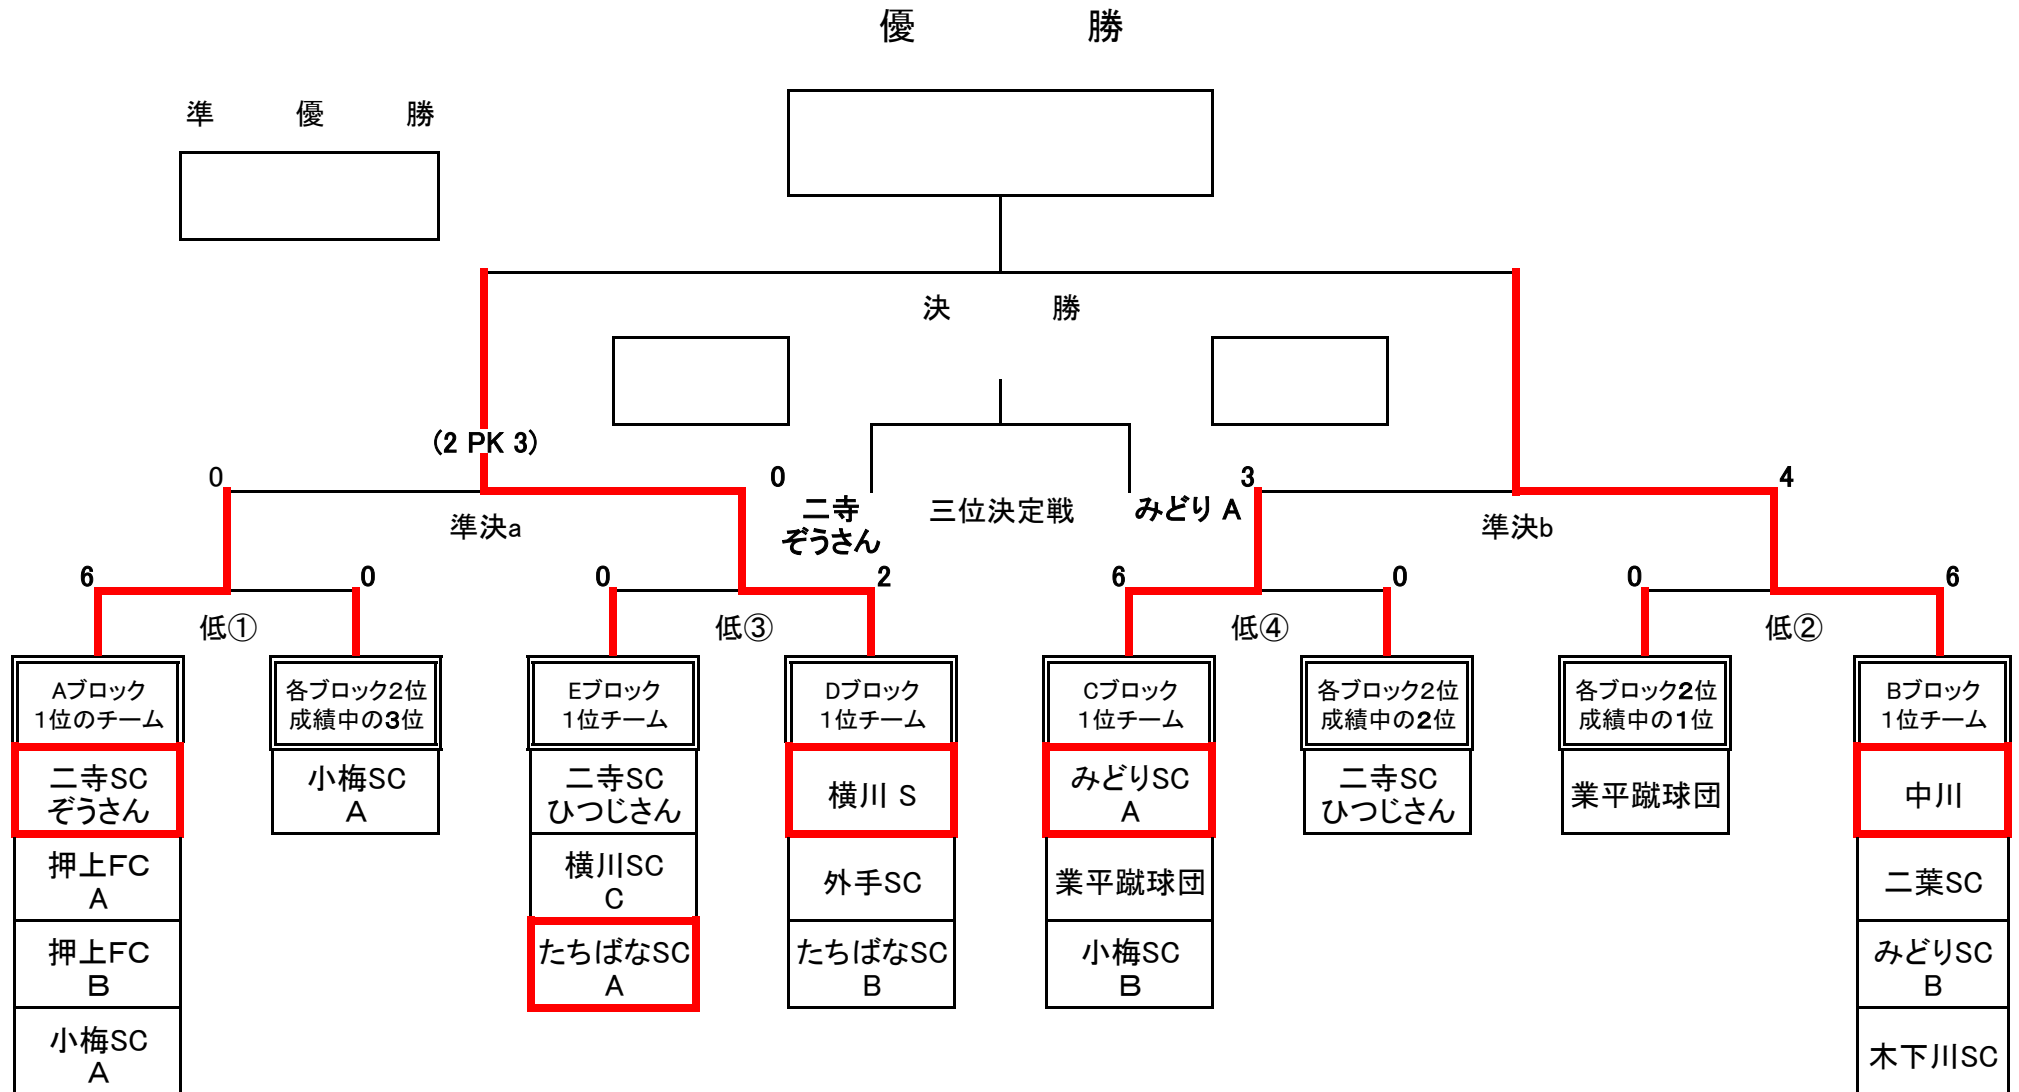 優 勝
準 優 勝
決 勝
(2 PK 3)
0
0
3
4
二寺
ぞうさん
三位決定戦
みどり A
準決a
準決b
6
0
0
2
6
0
0
6
低①
低③
低④
低②
Aブロック
1位のチーム
各ブロック2位
成績中の3位
Eブロック
1位チーム
Dブロック
1位チーム
Cブロック
1位チーム
各ブロック2位
成績中の2位
各ブロック2位
成績中の1位
Bブロック
1位チーム
二寺SC
ぞうさん
小梅SC
A
二寺SC
ひつじさん
横川 S
みどりSC
A
二寺SC
ひつじさん
業平蹴球団
中川
押上FC
A
横川SC
C
外手SC
業平蹴球団
二葉SC
押上FC
B
たちばなSC
A
たちばなSC
B
小梅SC
B
みどりSC
B
小梅SC
A
木下川SC